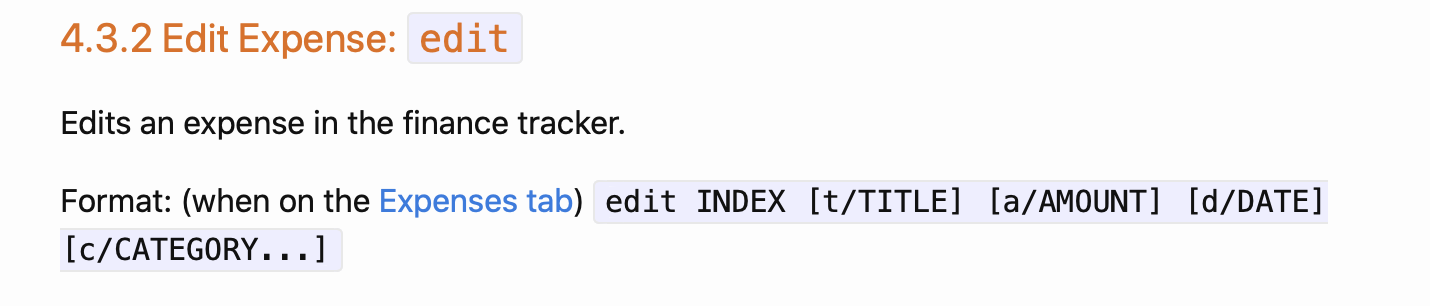 4.3.2 Edit Expense: edit
Edits an expense in the finance tracker.
Format: (when on the Expenses tab) edit INDEX [t/TITLE] [a/AMOUNT] [d/DATE]
[c/CATEGORY...]